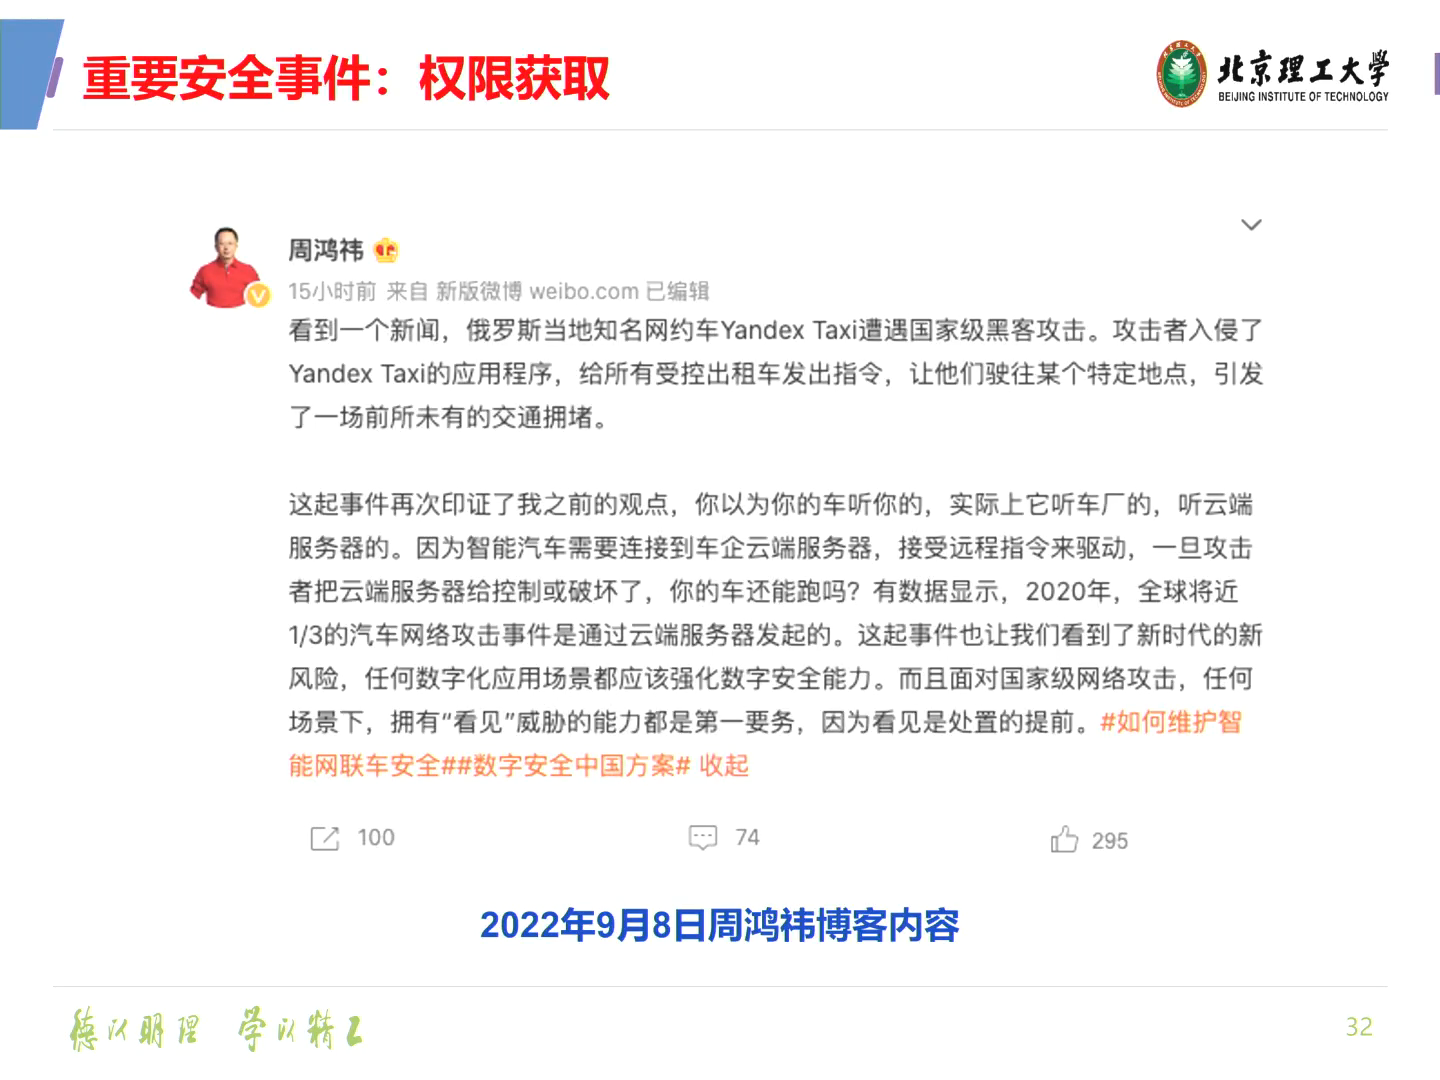 重要安全事件：权限获取
北京理工大学
BEIJING INSTITUTE OF TECHNOLOGY
周鸿祎
15小时前 来自 新版微博 weibo.com 已编辑
看到一个新闻，俄罗斯当地知名网约车Yandex Taxi遭遇国家级黑客攻击。攻击者入侵了
Yandex Taxi的应用程序，给所有受控出租车发出指令，让他们驶往某个特定地点，引发
了一场前所未有的交通拥堵。
这起事件再次印证了我之前的观点，你以为你的车听你的，实际上它听车厂的，听云端
服务器的。因为智能汽车需要连接到车企云端服务器，接受远程指令来驱动，一旦攻击
者把云端服务器给控制或破坏了，你的车还能跑吗？有数据显示，2020年，全球将近
1/3的汽车网络攻击事件是通过云端服务器发起的。这起事件也让我们看到了新时代的新
风险，任何数字化应用场景都应该强化数字安全能力。而且面对国家级网络攻击，任何
场景下，拥有“看见”威胁的能力都是第一要务，因为看见是处置的提前。#如何维护智
能网联车安全##数字安全中国方案# 收起
100
74
295
2022年9月8日周鸿祎博客内容
德以明理 学以精工
32